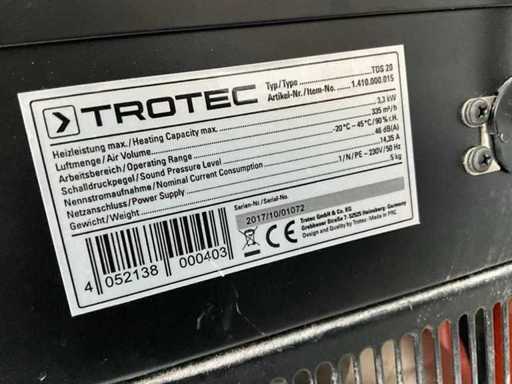 TROTEC
Typ/Type TDS 20
Artikel-Nr./Item-No. 1.410.000.015
Heizleistung max./ Heating Capacity max. 3,3 kW
Luftmenge/ Air Volume 335 m³/h
Arbeitsbereich/ Operating Range -20°C – 45°C/90% r.H.
Schalldruckpegel/ Sound Pressure Level 46 dB(A)
Nennstromaufnahme/ Nominal Current Consumption 14,35 A
Netzanschluss/ Power Supply 1/N/PE~ 230V/50 Hz
Gewicht/ Weight 5 kg
Serien-Nr./Serial-No.
2017/10/01072
4 052138 000403
CE
Trotec GmbH & Co. KG
Grebbener Straße 7 52525 Heinsberg, Germany
Design and Quality by Trotec Made in PRC